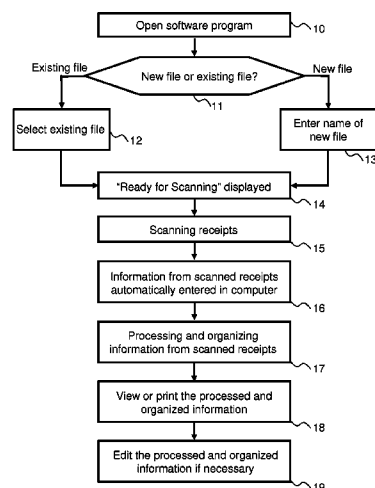 Open software program
10
Existing file
New file or existing file?
New file
11
Select existing file
12
Enter name of
new file
13
"Ready for Scanning" displayed
14
Scanning receipts
15
Information from scanned receipts
automatically entered in computer
16
Processing and organizing
information from scanned receipts
17
View or print the processed and
organized information
18
Edit the processed and organized
information if necessary
19